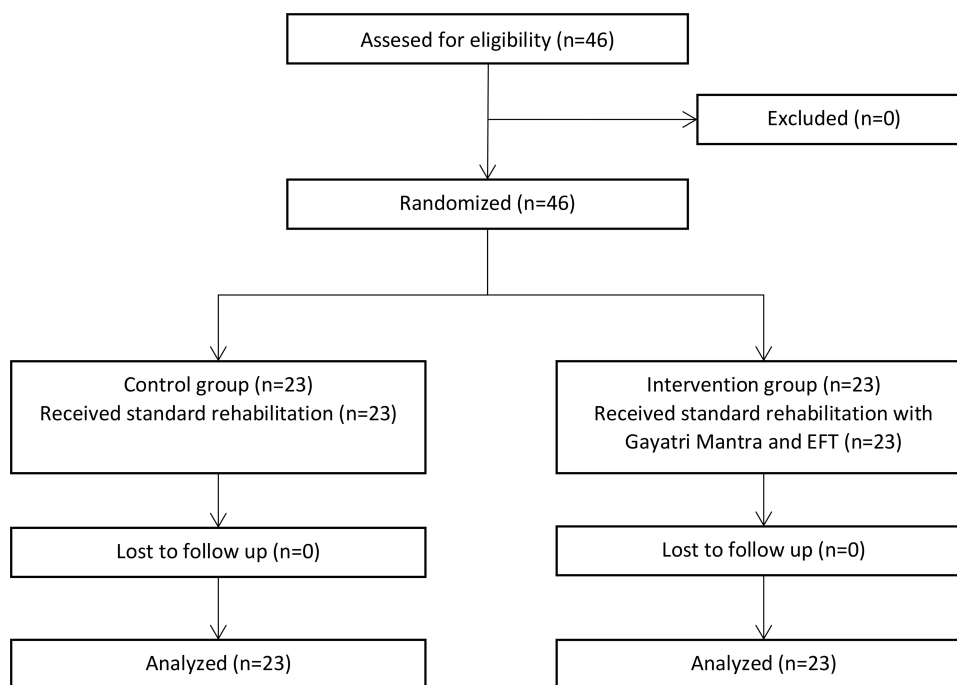 Assesed for eligibility (n=46)
Excluded (n=0)
Randomized (n=46)
Control group (n=23)
Received standard rehabilitation (n=23)
Intervention group (n=23)
Received standard rehabilitation with
Gayatri Mantra and EFT (n=23)
Lost to follow up (n=0)
Lost to follow up (n=0)
Analyzed (n=23)
Analyzed (n=23)